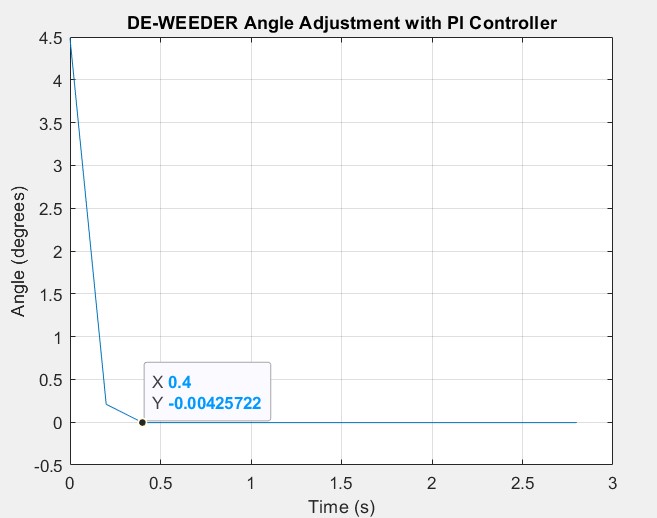 DE-WEEDER Angle Adjustment with PI Controller
4.5
4
3.5
3
2.5
2
1.5
1
0.5
0
-0.5
Angle (degrees)
X 0.4
Y -0.00425722
0 0.5 1 1.5 2 2.5 3
Time (s)